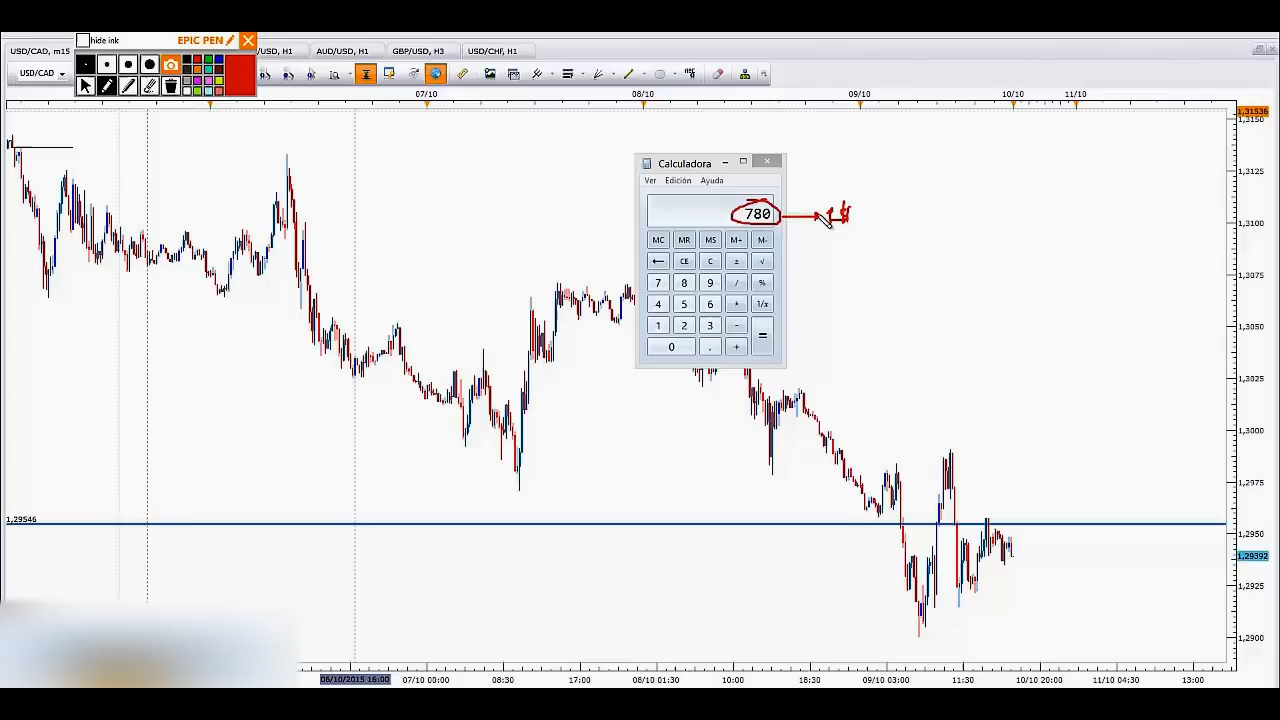 hide ink
EPIC PEN
USD/CAD, m15
/USD, H1
AUD/USD, H1
GBP/USD, H3
USD/CHF, H1
USD/CAD
07/10
08/10
09/10
10/10
11/10
1,31536
1,3150
1,3125
1,3100
1,3075
1,3050
1,3025
1,3000
1,2975
1,2950
1,29392
1,2925
1,2900
Calculadora
Ver Edición Ayuda
780
MC MR MS M+ M-
← CE C ± √
7 8 9 / %
4 5 6 * 1/x
1 2 3 - =
0 , +
1,29546
06/10/2015 16:00
07/10 00:00
08:30
17:00
08/10 01:30
10:00
18:30
09/10 03:00
11:30
10/10 20:00
11/10 04:30
13:00